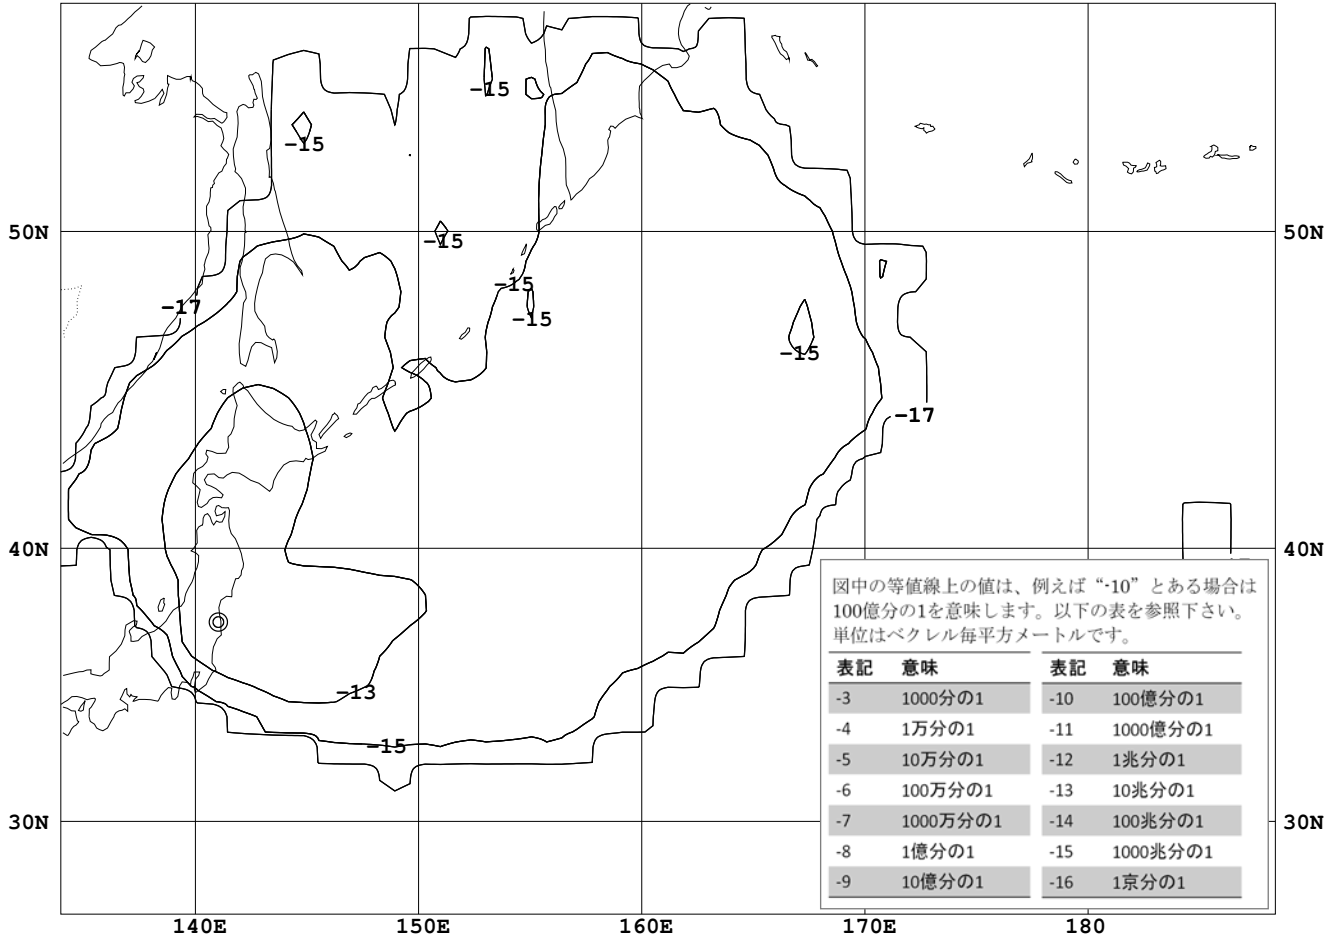 -15
-15
50N
50N
-15
-15
-17
-15
-15
-17
40N
40N
図中の等値線上の値は、例えば“-10”とある場合は
100億分の1を意味します。以下の表を参照下さい。
単位はベクレル毎平方メートルです。
表記 意味 表記 意味
-3 1000分の1 -10 100億分の1
-4 1万分の1 -11 1000億分の1
-5 10万分の1 -12 1兆分の1
-6 100万分の1 -13 10兆分の1
-7 1000万分の1 -14 100兆分の1
-8 1億分の1 -15 1000兆分の1
-9 10億分の1 -16 1京分の1
-13
-15
30N
30N
140E 150E 160E 170E 180